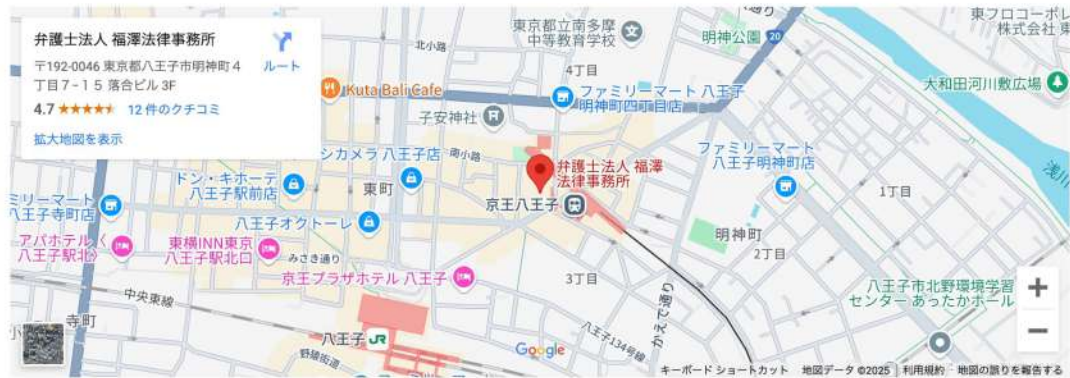 弁護士法人 福澤法律事務所
〒192-0046 東京都八王子市明神町4
丁目7-15 落合ビル 3F
4.7
12 件のクチコミ
拡大地図を表示
ルート
北小路
東京都立南多摩
中等教育学校
明神公園
20
東フロコーポレ
株式会社 東
4丁目
大和田河川敷広場
Kuta Bali Cafe
ファミリーマート 八王子
明神町四丁目店
子安神社
シカメラ 八王子店
南小路
弁護士法人 福澤
法律事務所
ファミリーマート
八王子明神町店
浅川
ドン・キホーテ
八王子駅前店
東町
1丁目
ミリーマート
八王子寺町店
京王八王子
八王子オクトーレ
アパホテル〈
八王子駅北〉
東横INN東京
八王子駅北口
みさき通り
明神町
2丁目
京王プラザホテル 八王子
3丁目
かえで通り
八王子市北野環境学習
センター あったかホール
中央東線
寺町
八王子
JR
八王子134号線
野猿街道
Google
キーボード ショートカット
地図データ ©2025
利用規約
地図の誤りを報告する